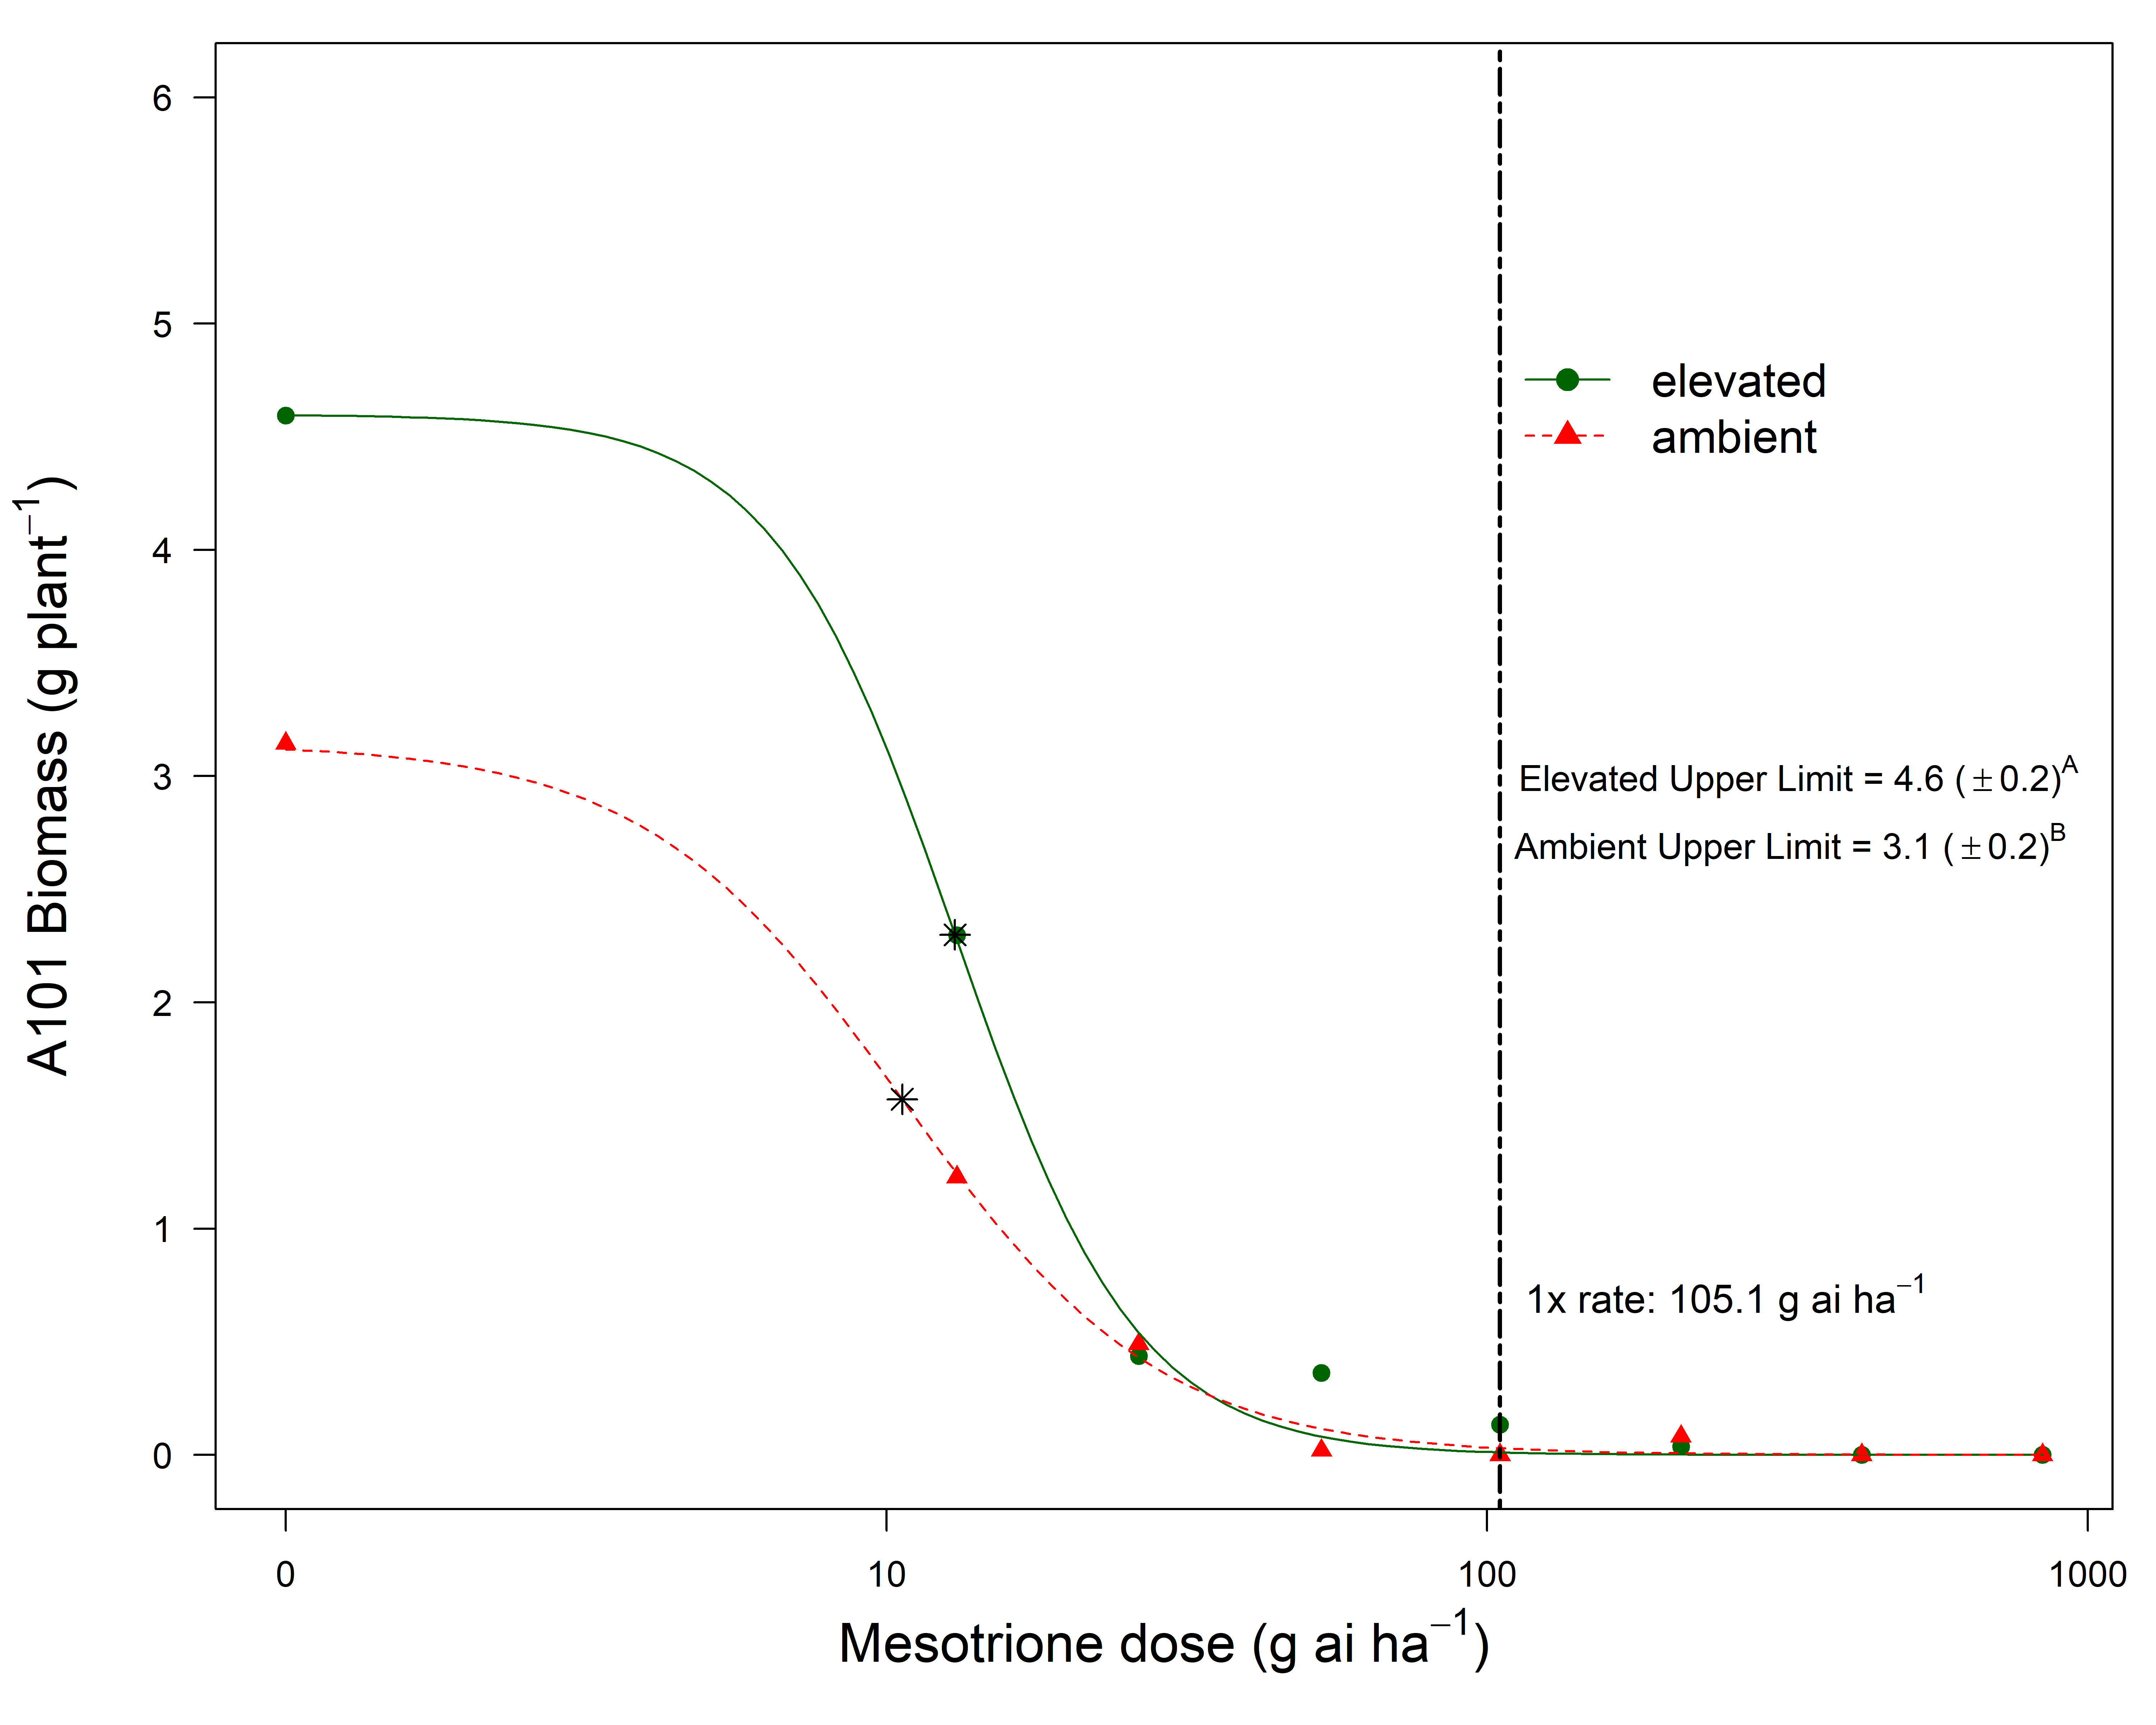 A101 Biomass (g plant⁻¹)
6
5
4
3
2
1
0
elevated
ambient
Elevated Upper Limit = 4.6 (±0.2)ᴬ
Ambient Upper Limit = 3.1 (±0.2)ᴮ
1x rate: 105.1 g ai ha⁻¹
0 10 100 1000
Mesotrione dose (g ai ha⁻¹)